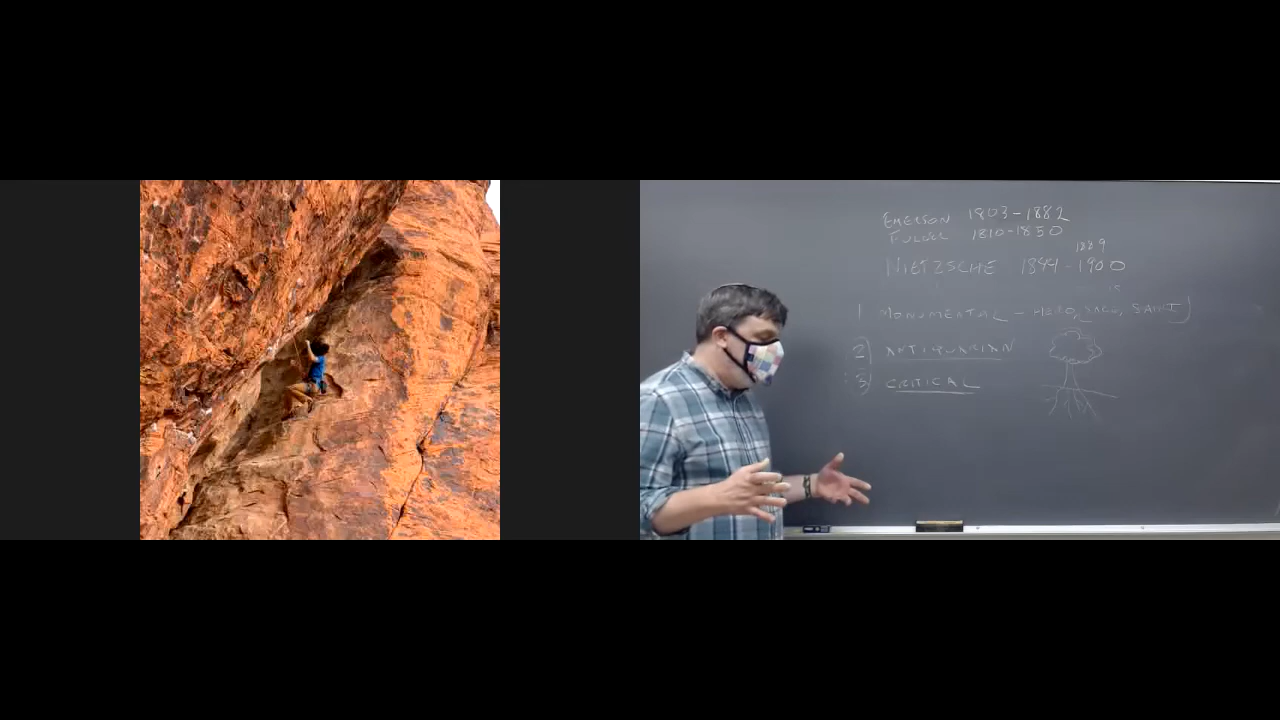 EMERSON 1803-1882
FULLER 1810-1850
1889
NIETZSCHE 1844-1900
1 MONUMENTAL - HERO, SAGE, SAINT)
2) ANTIQUARIAN
3) CRITICAL